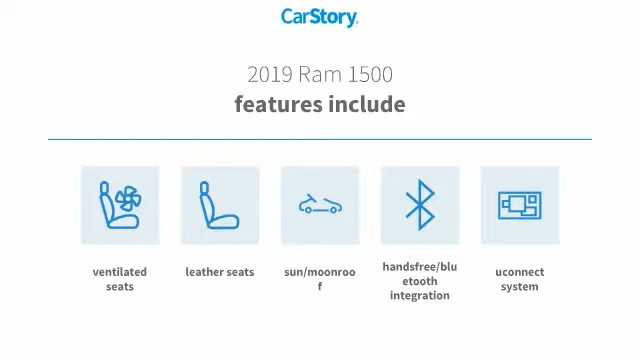 CarStory
2019 Ram 1500
features include
ventilated
seats
leather seats
sun/moonroo
f
handsfree/blu
etooth
integration
uconnect
system